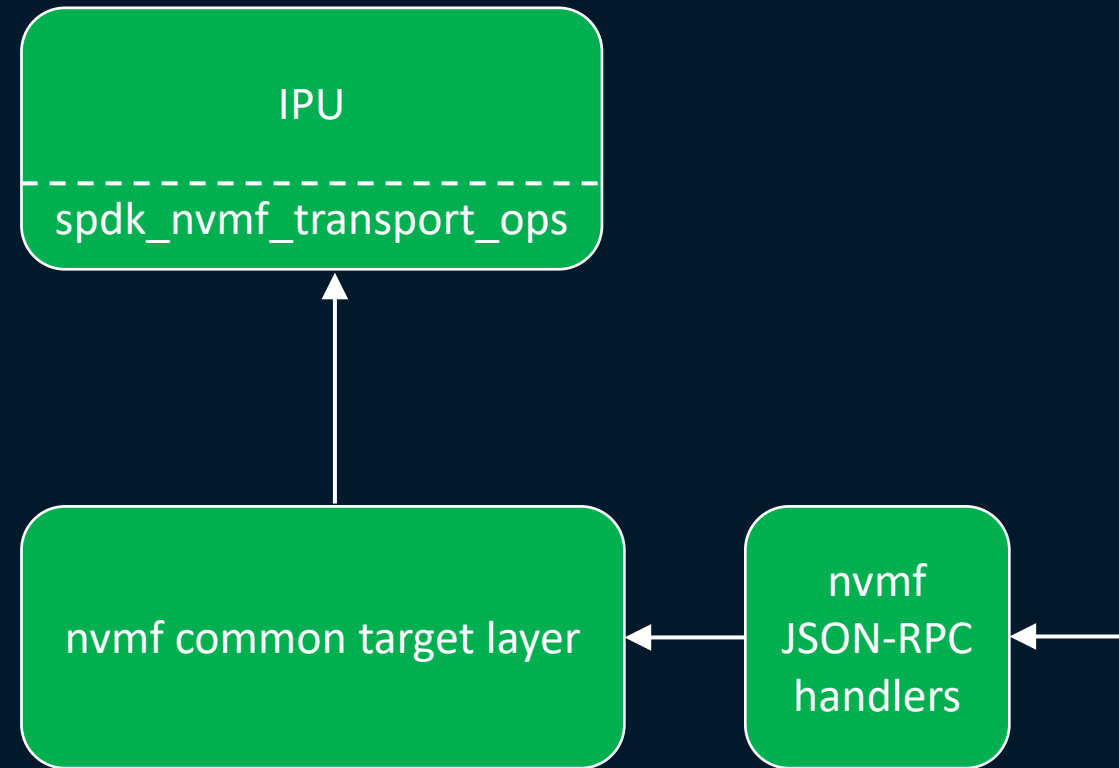 IPU
spdk_nvmf_transport_ops
nvmf common target layer
nvmf
JSON-RPC
handlers